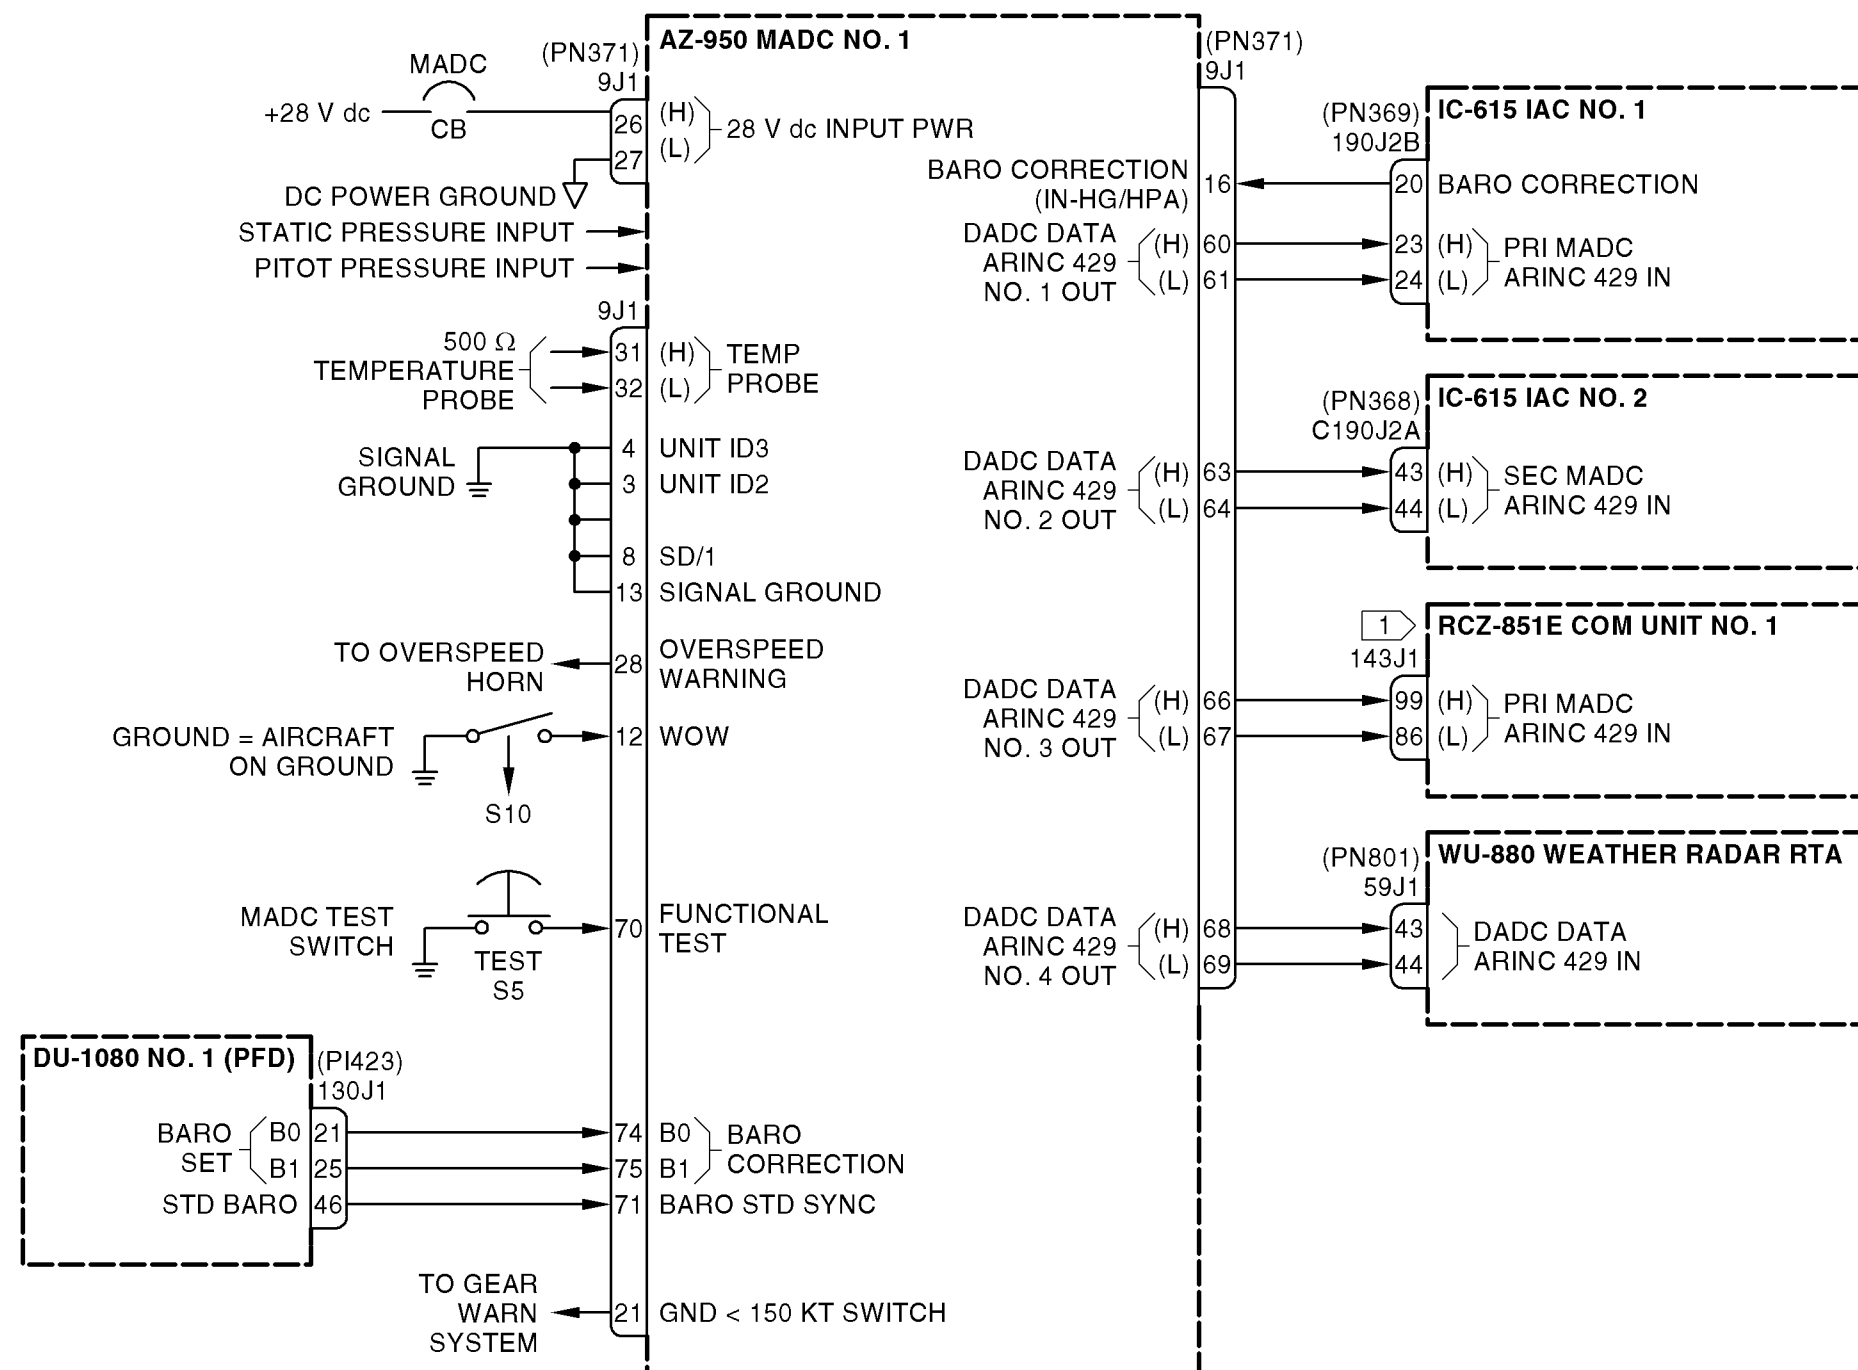 AZ-950 MADC NO. 1
(PN371)
9J1
MADC
+28 V dc
CB
26 (H)
27 (L)
28 V dc INPUT PWR
DC POWER GROUND
STATIC PRESSURE INPUT
PITOT PRESSURE INPUT
9J1
500 Ω
TEMPERATURE
PROBE
31 (H)
32 (L)
TEMP
PROBE
SIGNAL
GROUND
4 UNIT ID3
3 UNIT ID2
8 SD/1
13 SIGNAL GROUND
TO OVERSPEED
HORN
28 OVERSPEED
WARNING
GROUND = AIRCRAFT
ON GROUND
S10
12 WOW
MADC TEST
SWITCH
TEST
S5
70 FUNCTIONAL
TEST
DU-1080 NO. 1 (PFD)
(PI423)
130J1
BARO
SET
B0 21
B1 25
STD BARO 46
74 B0
75 B1
BARO
CORRECTION
71 BARO STD SYNC
TO GEAR
WARN
SYSTEM
21 GND < 150 KT SWITCH
(PN371)
9J1
BARO CORRECTION
(IN-HG/HPA)
16
DADC DATA
ARINC 429
NO. 1 OUT
(H) 60
(L) 61
DADC DATA
ARINC 429
NO. 2 OUT
(H) 63
(L) 64
DADC DATA
ARINC 429
NO. 3 OUT
(H) 66
(L) 67
DADC DATA
ARINC 429
NO. 4 OUT
(H) 68
(L) 69
IC-615 IAC NO. 1
(PN369)
190J2B
20 BARO CORRECTION
23 (H)
24 (L)
PRI MADC
ARINC 429 IN
IC-615 IAC NO. 2
(PN368)
C190J2A
43 (H)
44 (L)
SEC MADC
ARINC 429 IN
1
RCZ-851E COM UNIT NO. 1
143J1
99 (H)
86 (L)
PRI MADC
ARINC 429 IN
WU-880 WEATHER RADAR RTA
(PN801)
59J1
43
44
DADC DATA
ARINC 429 IN